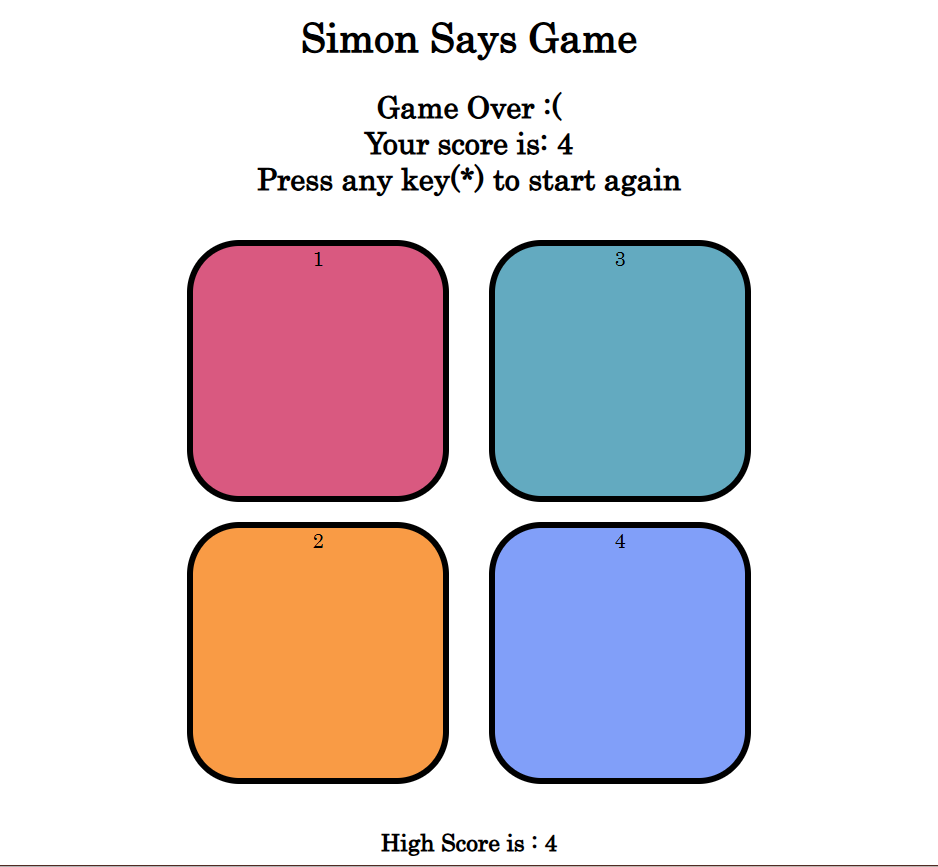 Simon Says Game
Game Over :(
Your score is: 4
Press any key(*) to start again
1
3
2
4
High Score is : 4